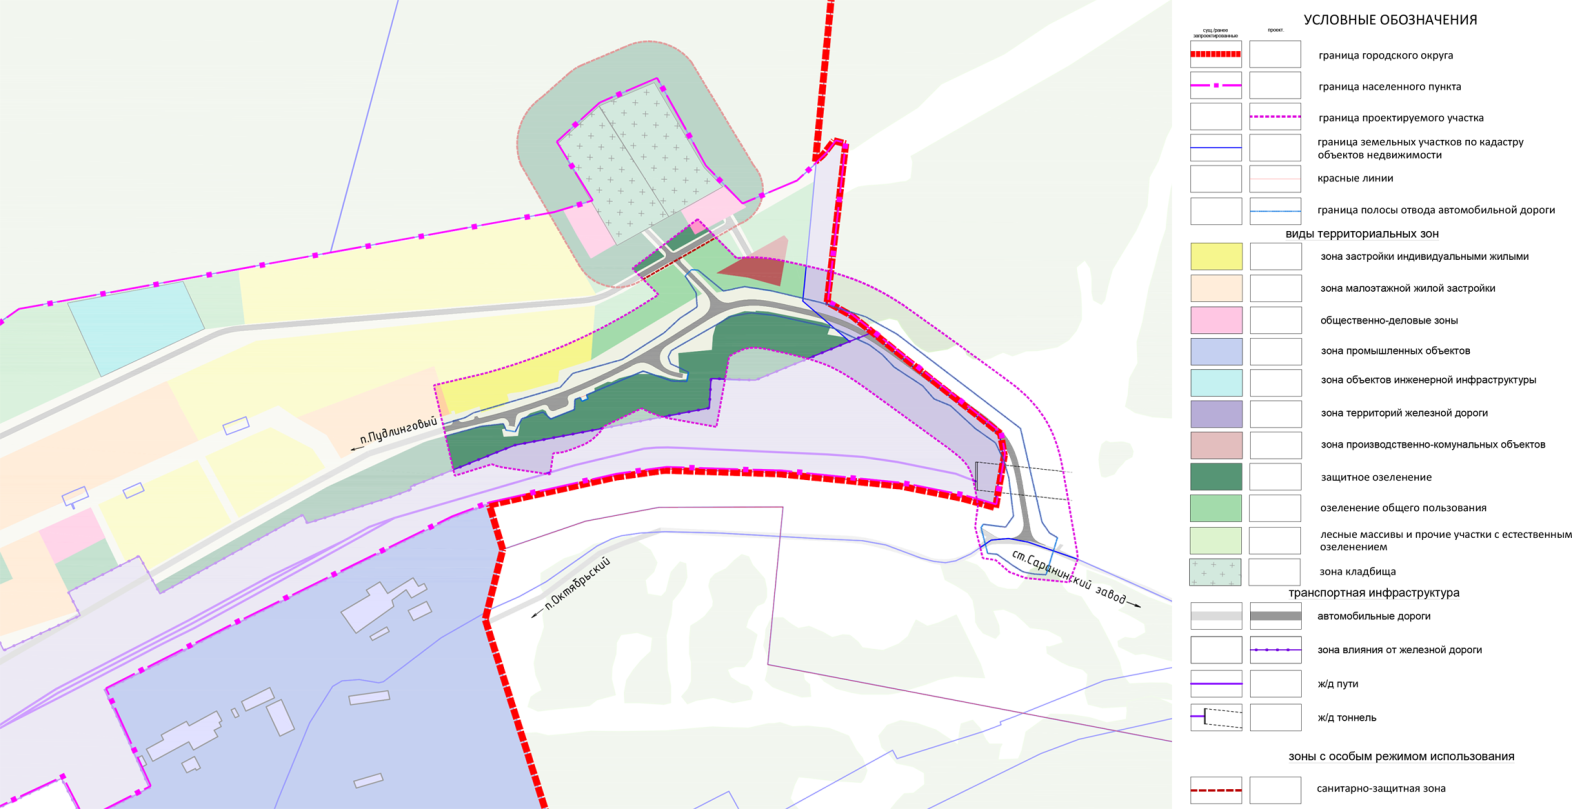 п.Пудлинговый
п.Октябрьский
ст.Саранинский завод
УСЛОВНЫЕ ОБОЗНАЧЕНИЯ
сущ./ранее
запроектированные
проект.
граница городского округа
граница населенного пункта
граница проектируемого участка
граница земельных участков по кадастру
объектов недвижимости
красные линии
граница полосы отвода автомобильной дороги
виды территориальных зон
зона застройки индивидуальными жилыми
зона малоэтажной жилой застройки
общественно-деловые зоны
зона промышленных объектов
зона объектов инженерной инфраструктуры
зона территорий железной дороги
зона производственно-комунальных объектов
защитное озеленение
озеленение общего пользования
лесные массивы и прочие участки с естественным
озеленением
зона кладбища
транспортная инфраструктура
автомобильные дороги
зона влияния от железной дороги
ж/д пути
ж/д тоннель
зоны с особым режимом использования
санитарно-защитная зона